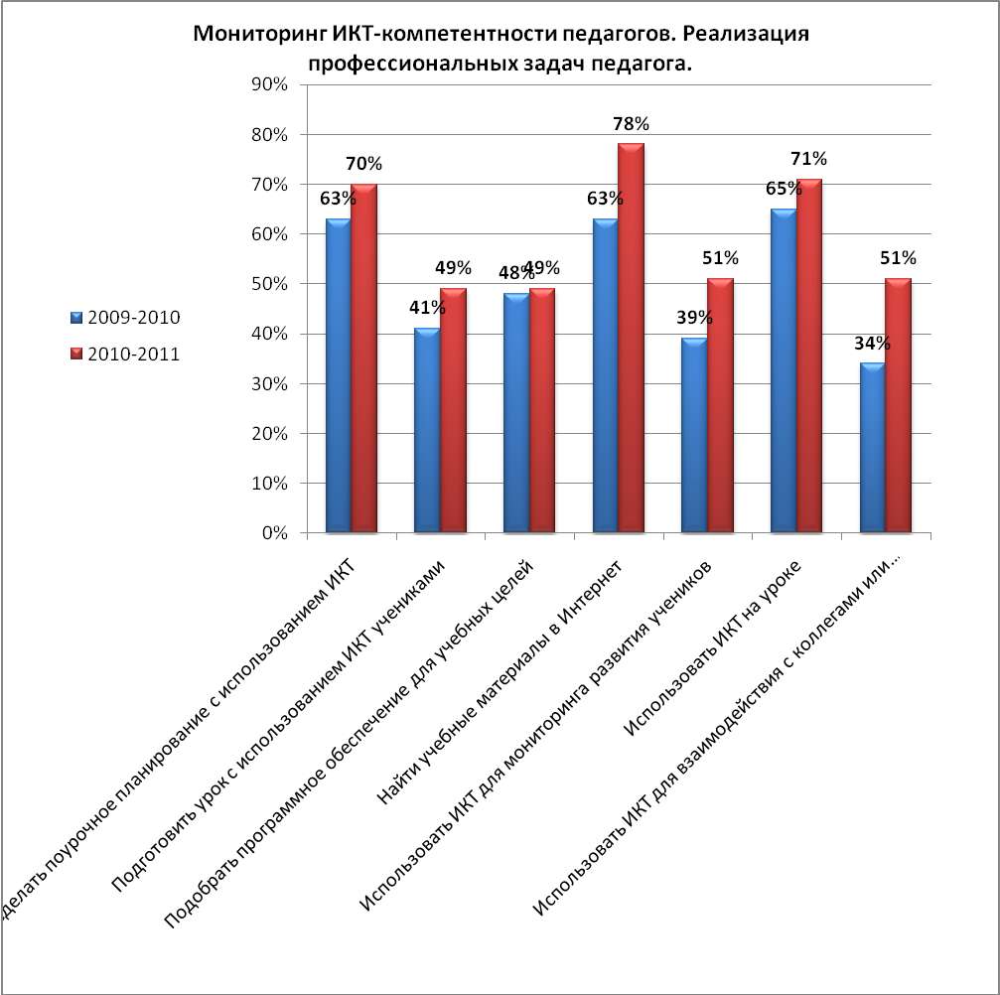 Мониторинг ИКТ-компетентности педагогов. Реализация
профессиональных задач педагога.
90%
80%
70%
60%
50%
40%
30%
20%
10%
0%
63%
70%
41%
49%
48%
49%
63%
78%
39%
51%
65%
71%
34%
51%
2009-2010
2010-2011
делать поурочное планирование с использованием ИКТ
Подготовить урок с использованием ИКТ учениками
Подобрать программное обеспечение для учебных целей
Найти учебные материалы в Интернет
Использовать ИКТ для мониторинга развития учеников
Использовать ИКТ на уроке
Использовать ИКТ для взаимодействия с коллегами или...